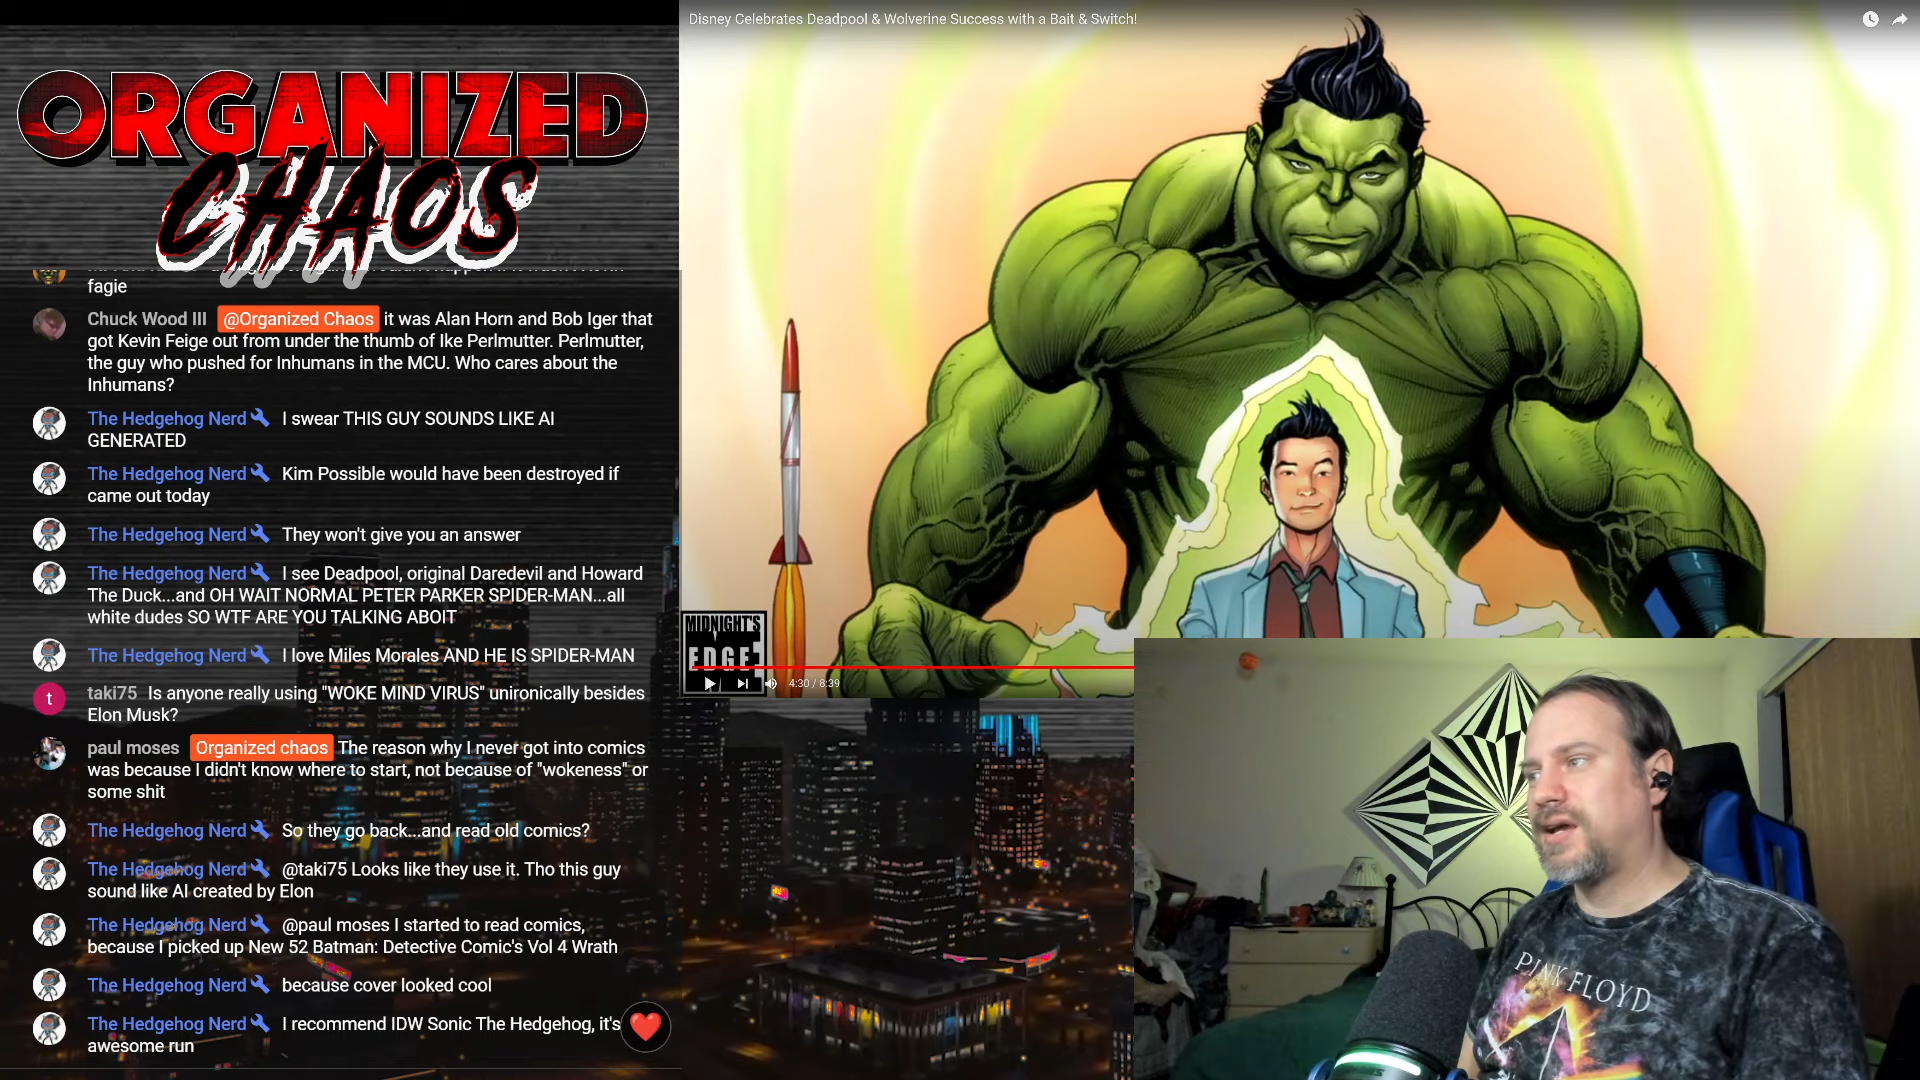 Disney Celebrates Deadpool & Wolverine Success with a Bait & Switch!
ORGANIZED
CHAOS
fagie
Chuck Wood III @Organized Chaos it was Alan Horn and Bob Iger that
got Kevin Feige out from under the thumb of Ike Perlmutter. Perlmutter,
the guy who pushed for Inhumans in the MCU. Who cares about the
Inhumans?
The Hedgehog Nerd I swear THIS GUY SOUNDS LIKE AI
GENERATED
The Hedgehog Nerd Kim Possible would have been destroyed if
came out today
The Hedgehog Nerd They won't give you an answer
The Hedgehog Nerd I see Deadpool, original Daredevil and Howard
The Duck...and OH WAIT NORMAL PETER PARKER SPIDER-MAN...all
white dudes SO WTF ARE YOU TALKING ABOIT
The Hedgehog Nerd I love Miles Morales AND HE IS SPIDER-MAN
t
taki75 Is anyone really using "WOKE MIND VIRUS" unironically besides
Elon Musk?
paul moses Organized chaos The reason why I never got into comics
was because I didn't know where to start, not because of "wokeness" or
some shit
The Hedgehog Nerd So they go back...and read old comics?
The Hedgehog Nerd @taki75 Looks like they use it. Tho this guy
sound like AI created by Elon
The Hedgehog Nerd @paul moses I started to read comics,
because I picked up New 52 Batman: Detective Comic's Vol 4 Wrath
The Hedgehog Nerd because cover looked cool
The Hedgehog Nerd I recommend IDW Sonic The Hedgehog, it's
awesome run
MIDNIGHT'S
EDGE
4:30 / 8:39
PINK FLOYD